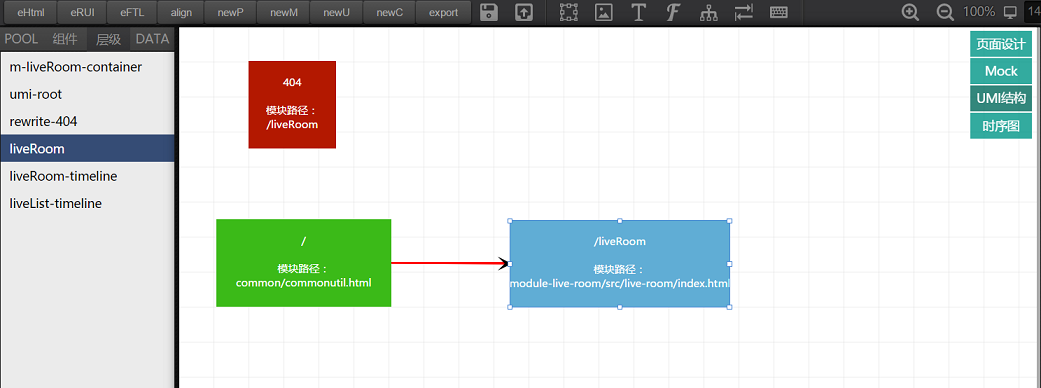 eHtml eRUI eFTL align newP newM newU newC export 100% 14
POOL 组件 层级 DATA
m-liveRoom-container
umi-root
rewrite-404
liveRoom
liveRoom-timeline
liveList-timeline
404
模块路径：
/liveRoom
/
模块路径：
common/commonutil.html
/liveRoom
模块路径：
module-live-room/src/live-room/index.html
页面设计
Mock
UMI结构
时序图